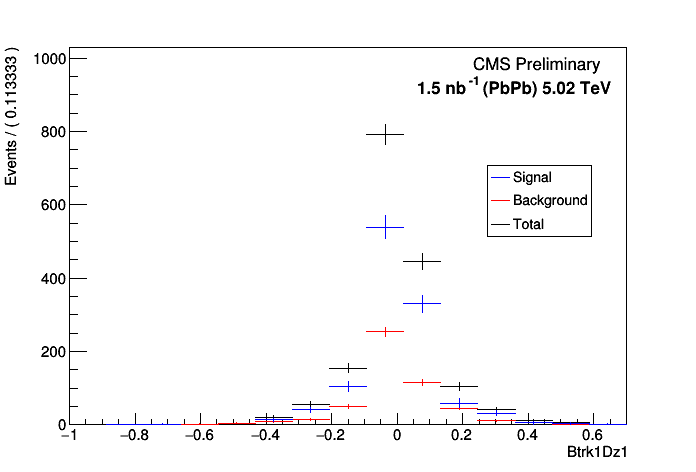 CMS Preliminary
1.5 nb-1 (PbPb) 5.02 TeV
Events / ( 0.113333 )
1000
800
600
400
200
0
Signal
Background
Total
−1 −0.8 −0.6 −0.4 −0.2 0 0.2 0.4 0.6
Btrk1Dz1